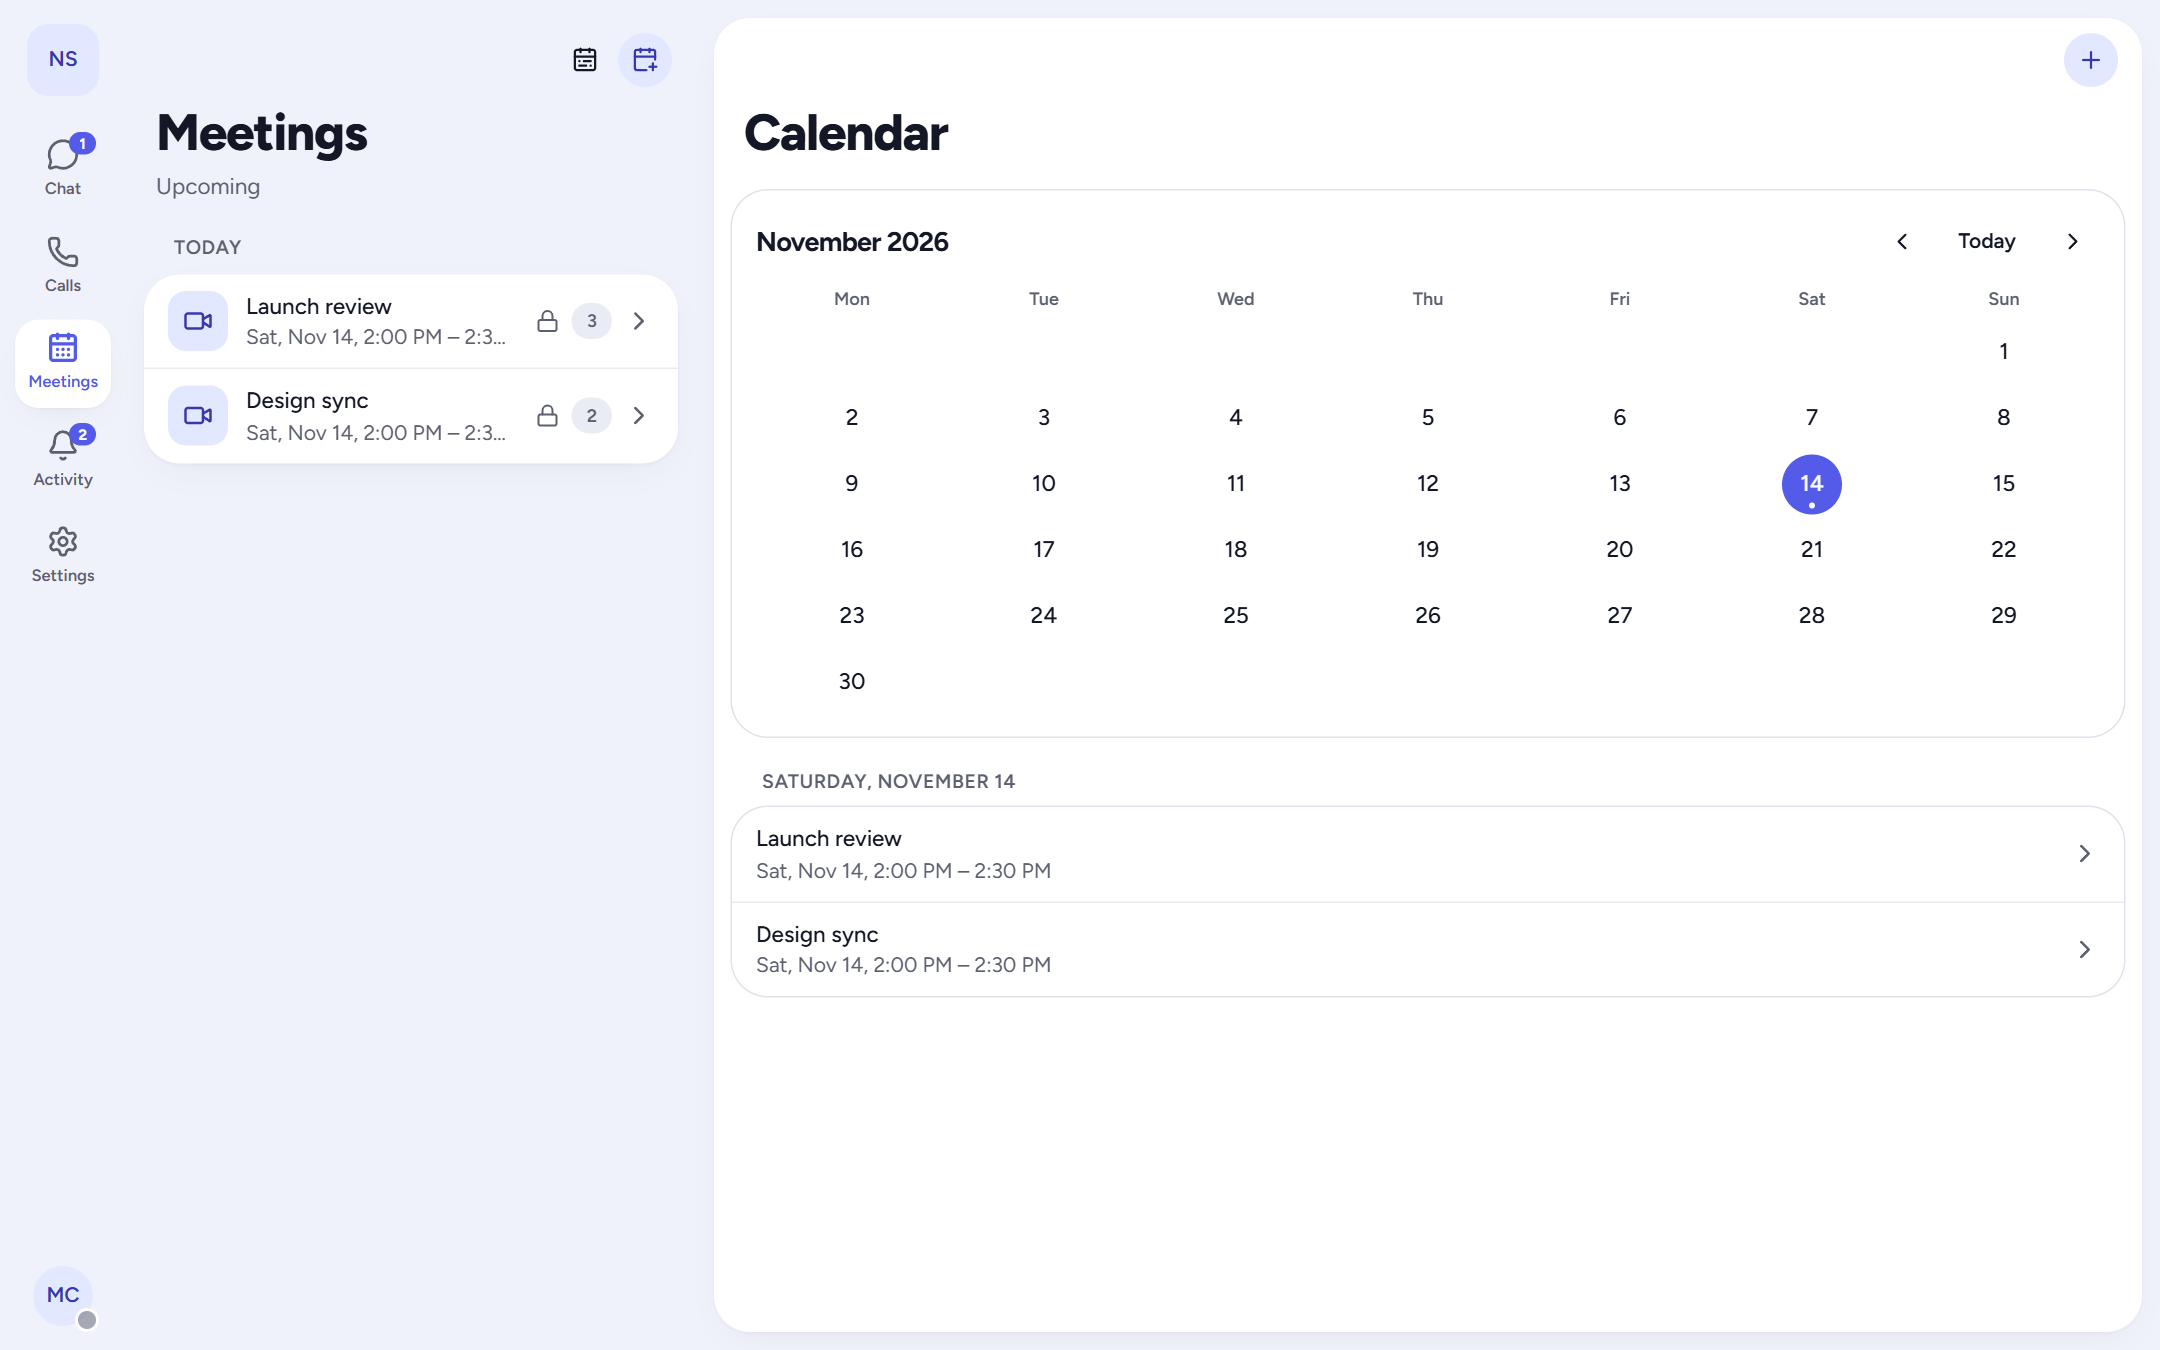 NS
1
Chat
Calls
Meetings
2
Activity
Settings
MC
Meetings
Upcoming
TODAY
Launch review
Sat, Nov 14, 2:00 PM – 2:3...
3
Design sync
Sat, Nov 14, 2:00 PM – 2:3...
2
Calendar
November 2026
Today
Mon Tue Wed Thu Fri Sat Sun
1
2 3 4 5 6 7 8
9 10 11 12 13 14 15
16 17 18 19 20 21 22
23 24 25 26 27 28 29
30
SATURDAY, NOVEMBER 14
Launch review
Sat, Nov 14, 2:00 PM – 2:30 PM
Design sync
Sat, Nov 14, 2:00 PM – 2:30 PM